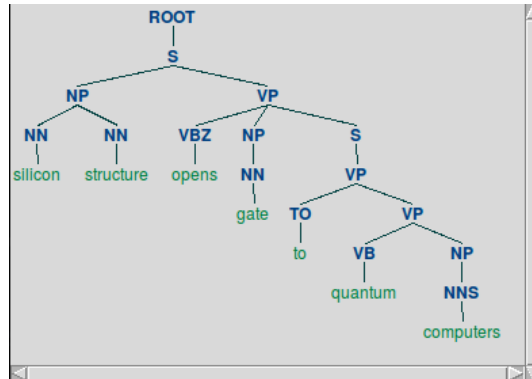 ROOT
S
NP VP
NN NN VBZ NP S
silicon structure opens NN VP
gate TO VP
to VB NP
quantum NNS
computers